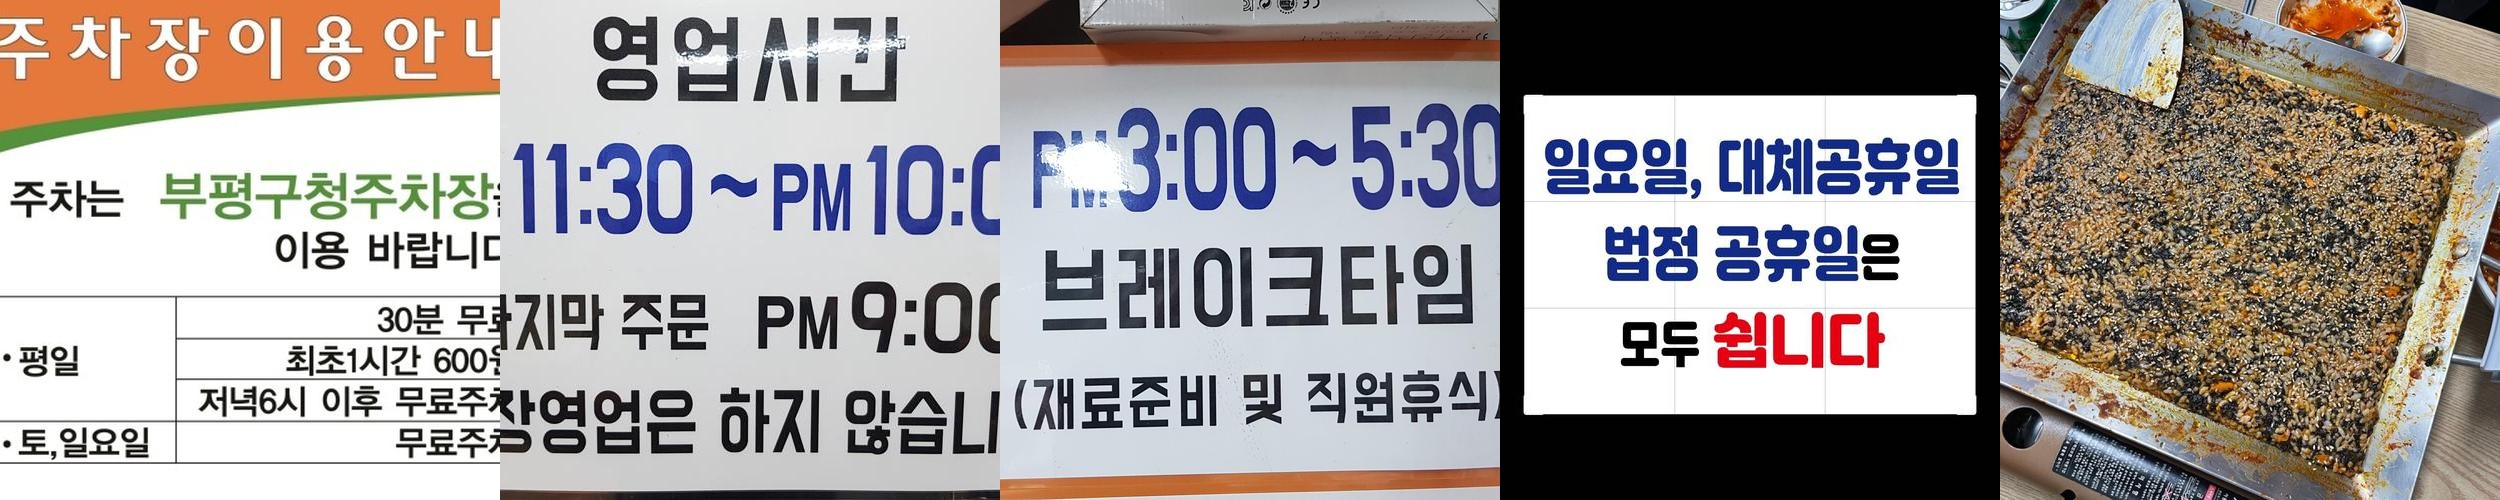 주차장이용안
주차는 부평구청주차장
이용 바랍니다
30분 무료
·평일
최초1시간 600원
저녁6시 이후 무료주차
·토,일요일
무료주차
영업시간
11:30~PM10:0
마지막 주문 PM9:00
장영업은 하지 않습니
PM3:00~5:30
브레이크타임
(재료준비 및 직원휴식)
일요일, 대체공휴일
법정 공휴일은
모두 쉽니다